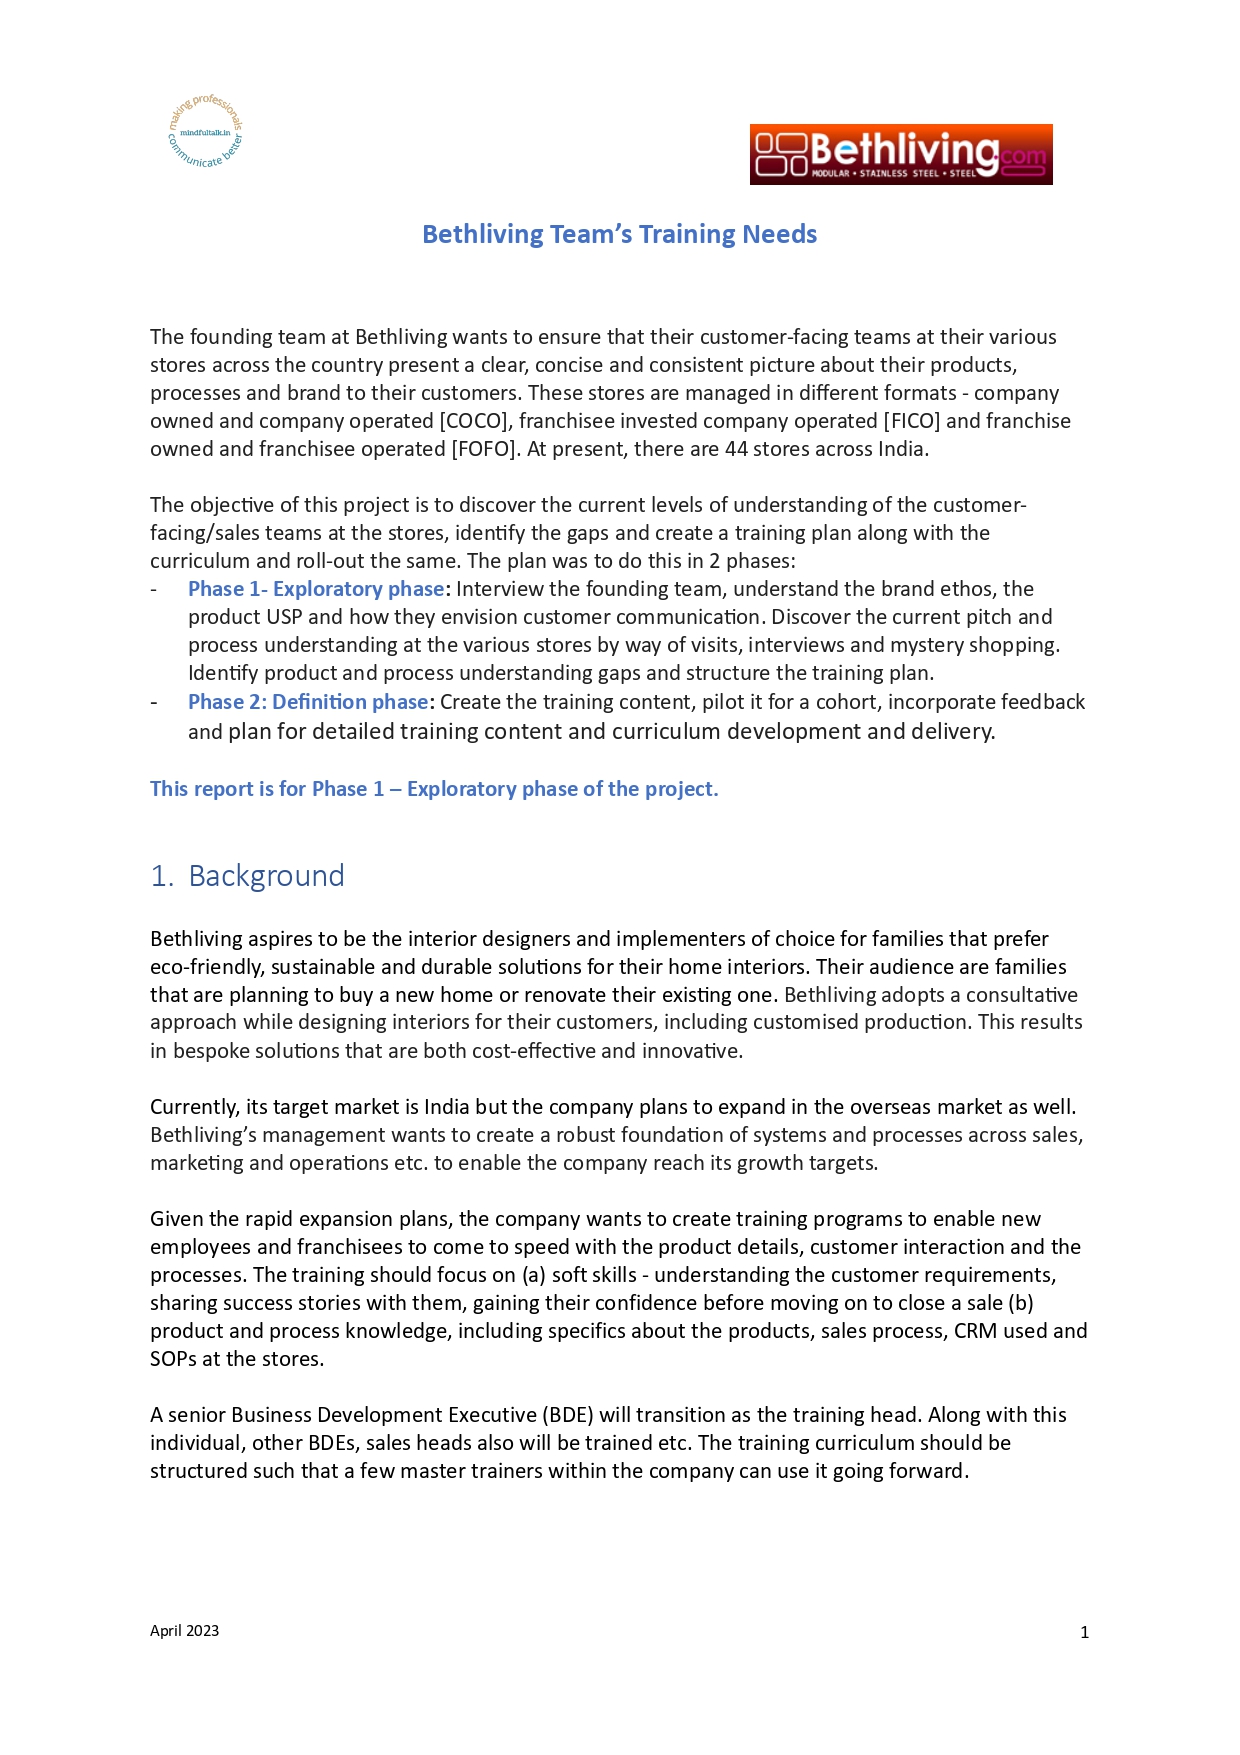 making professionals
mindfultalk.in
communicate better
Bethliving.com
MODULAR • STAINLESS STEEL • STEEL
Bethliving Team’s Training Needs
The founding team at Bethliving wants to ensure that their customer-facing teams at their various
stores across the country present a clear, concise and consistent picture about their products,
processes and brand to their customers. These stores are managed in different formats - company
owned and company operated [COCO], franchisee invested company operated [FICO] and franchise
owned and franchisee operated [FOFO]. At present, there are 44 stores across India.
The objective of this project is to discover the current levels of understanding of the customer-
facing/sales teams at the stores, identify the gaps and create a training plan along with the
curriculum and roll-out the same. The plan was to do this in 2 phases:
- Phase 1- Exploratory phase: Interview the founding team, understand the brand ethos, the
product USP and how they envision customer communication. Discover the current pitch and
process understanding at the various stores by way of visits, interviews and mystery shopping.
Identify product and process understanding gaps and structure the training plan.
- Phase 2: Definition phase: Create the training content, pilot it for a cohort, incorporate feedback
and plan for detailed training content and curriculum development and delivery.
This report is for Phase 1 – Exploratory phase of the project.
1. Background
Bethliving aspires to be the interior designers and implementers of choice for families that prefer
eco-friendly, sustainable and durable solutions for their home interiors. Their audience are families
that are planning to buy a new home or renovate their existing one. Bethliving adopts a consultative
approach while designing interiors for their customers, including customised production. This results
in bespoke solutions that are both cost-effective and innovative.
Currently, its target market is India but the company plans to expand in the overseas market as well.
Bethliving’s management wants to create a robust foundation of systems and processes across sales,
marketing and operations etc. to enable the company reach its growth targets.
Given the rapid expansion plans, the company wants to create training programs to enable new
employees and franchisees to come to speed with the product details, customer interaction and the
processes. The training should focus on (a) soft skills - understanding the customer requirements,
sharing success stories with them, gaining their confidence before moving on to close a sale (b)
product and process knowledge, including specifics about the products, sales process, CRM used and
SOPs at the stores.
A senior Business Development Executive (BDE) will transition as the training head. Along with this
individual, other BDEs, sales heads also will be trained etc. The training curriculum should be
structured such that a few master trainers within the company can use it going forward.
April 2023
1